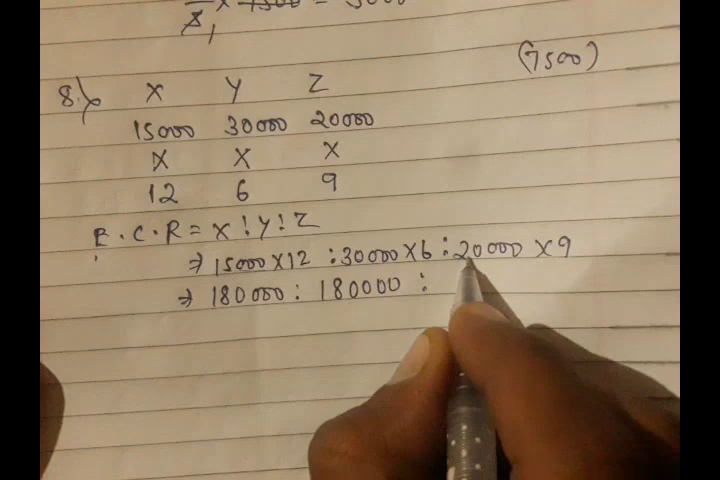 (7500)
8.) X Y Z
15000 30000 20000
X X X
12 6 9
E.C.R = X : Y : Z
⇒ 15000 X 12 : 30000 X 6 : 20000 X 9
⇒ 180000 : 180000 :